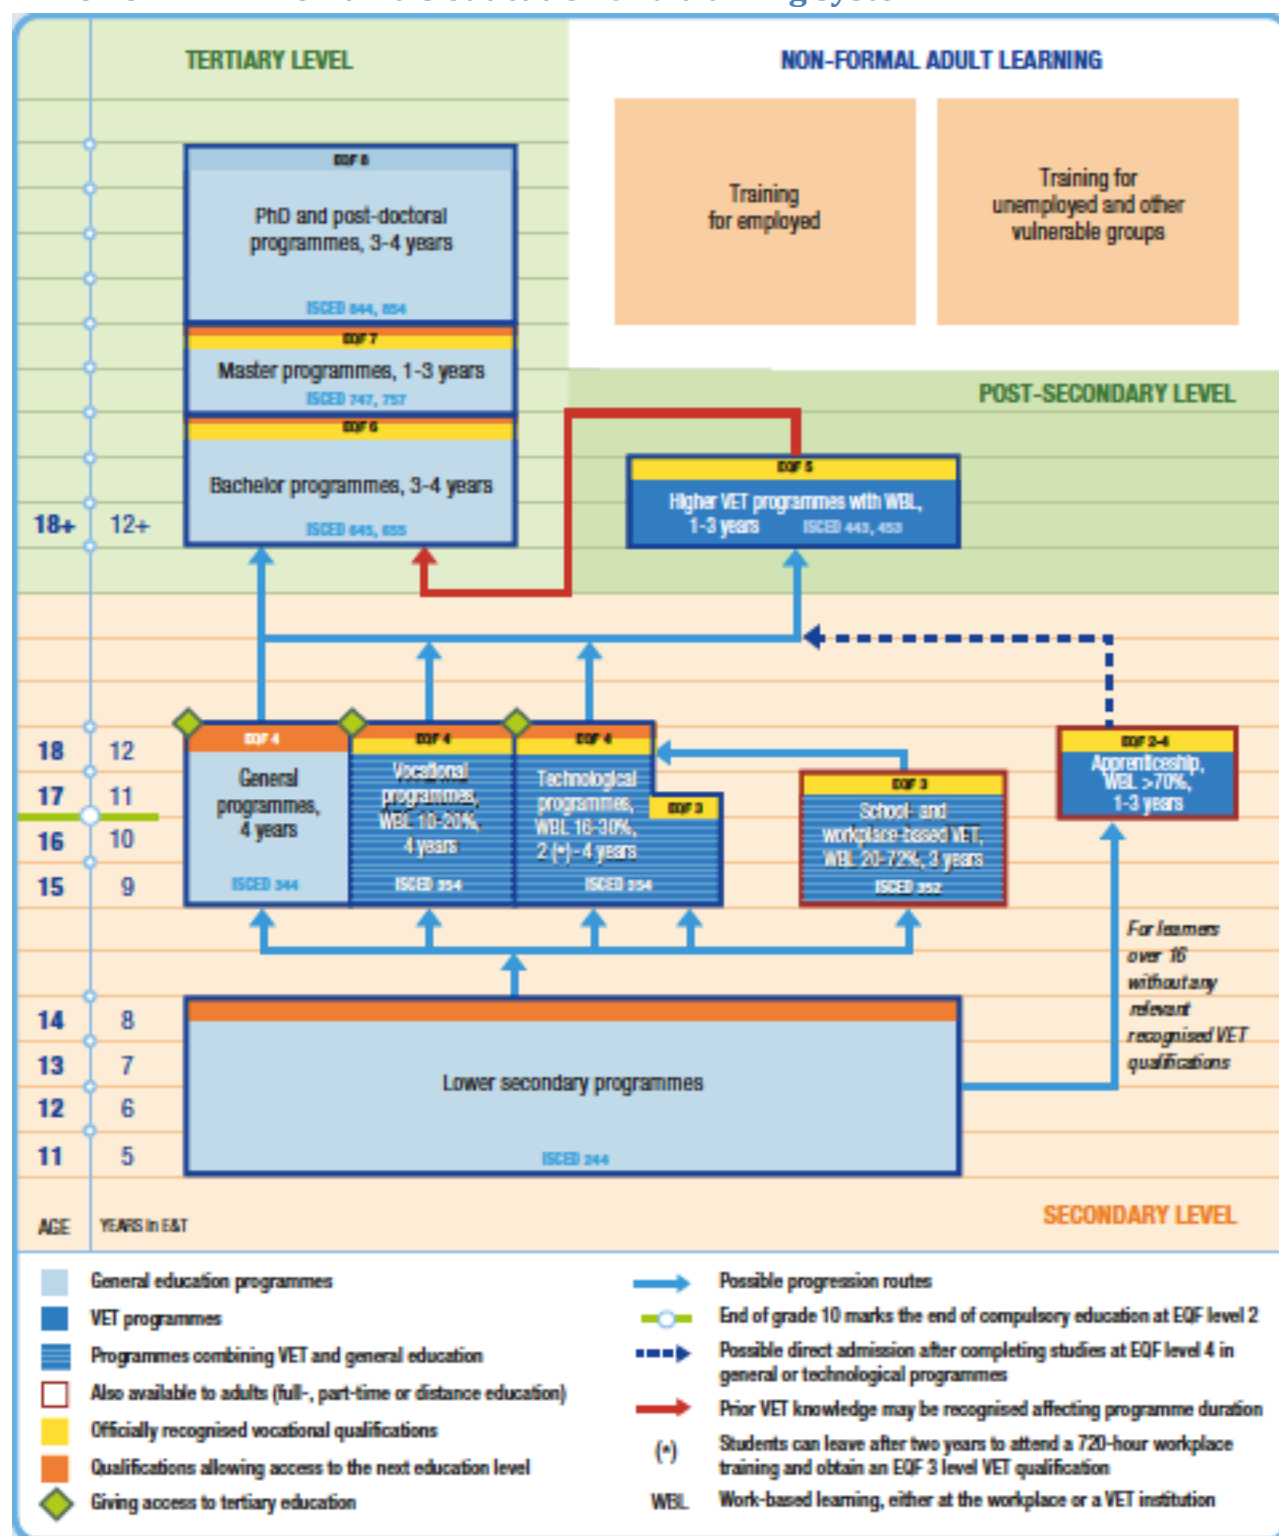 TERTIARY LEVEL
NON-FORMAL ADULT LEARNING
Training
for employed
Training for
unemployed and other
vulnerable groups
EQF 8
PhD and post-doctoral
programmes, 3-4 years
ISCED 844, 854
EQF 7
Master programmes, 1-3 years
ISCED 747, 757
POST-SECONDARY LEVEL
EQF 6
Bachelor programmes, 3-4 years
ISCED 645, 655
EQF 5
Higher VET programmes with WBL,
1-3 years ISCED 443, 453
18+ 12+
18 12
17 11
16 10
15 9
EQF 4
General
programmes,
4 years
ISCED 344
EQF 4
Vocational
programmes,
WBL 10-20%,
4 years
ISCED 354
EQF 4
Technological
programmes,
WBL 16-30%,
2 (*)- 4 years
ISCED 354
EQF 3
EQF 3
School- and
workplace-based VET,
WBL 20-72%, 3 years
ISCED 352
EQF 2-4
Apprenticeship,
WBL >70%,
1-3 years
For learners
over 16
without any
relevant
recognised VET
qualifications
14 8
13 7
12 6
11 5
Lower secondary programmes
ISCED 244
AGE YEARS in E&T
SECONDARY LEVEL
General education programmes
VET programmes
Programmes combining VET and general education
Also available to adults (full-, part-time or distance education)
Officially recognised vocational qualifications
Qualifications allowing access to the next education level
Giving access to tertiary education
Possible progression routes
End of grade 10 marks the end of compulsory education at EQF level 2
Possible direct admission after completing studies at EQF level 4 in
general or technological programmes
Prior VET knowledge may be recognised affecting programme duration
(*) Students can leave after two years to attend a 720-hour workplace
training and obtain an EQF 3 level VET qualification
WBL Work-based learning, either at the workplace or a VET institution